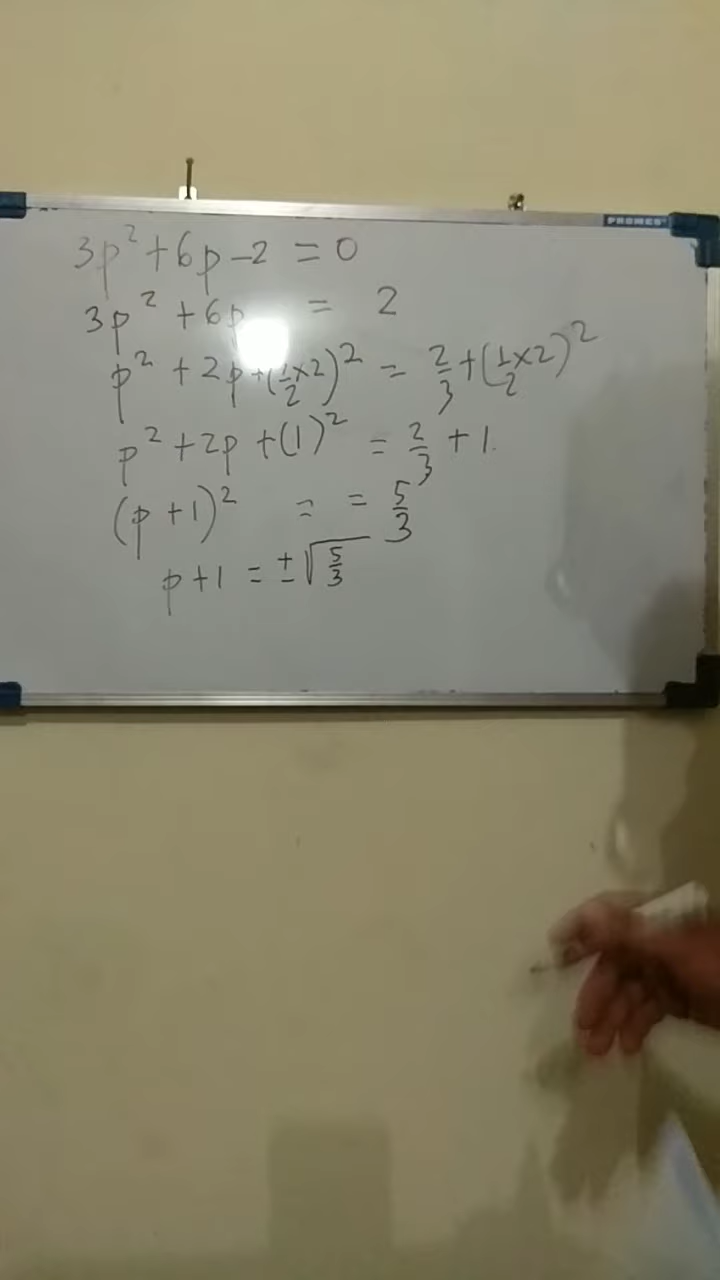 PROMES
3p² + 6p - 2 = 0
3p² + 6p = 2
p² + 2p + (1/2 × 2)² = 2/3 + (1/2 × 2)²
p² + 2p + (1)² = 2/3 + 1.
(p + 1)² = = 5/3
p + 1 = ± √(5/3)